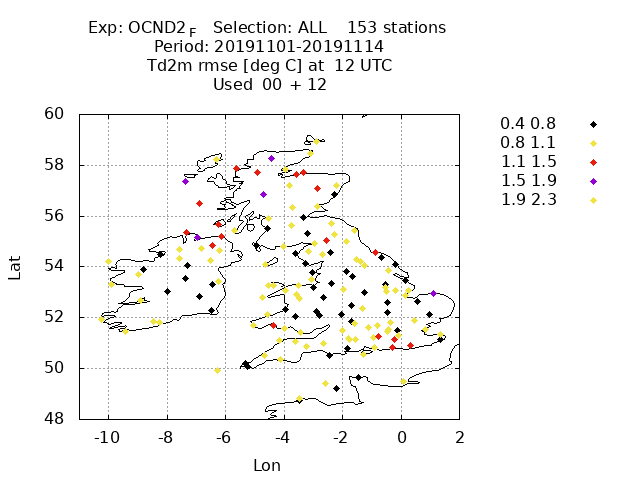 Exp: OCND2 F Selection: ALL 153 stations
Period: 20191101-20191114
Td2m rmse [deg C] at 12 UTC
Used 00 + 12
0.4 0.8
0.8 1.1
1.1 1.5
1.5 1.9
1.9 2.3
60
58
56
54
52
50
48
Lat
-10 -8 -6 -4 -2 0 2
Lon